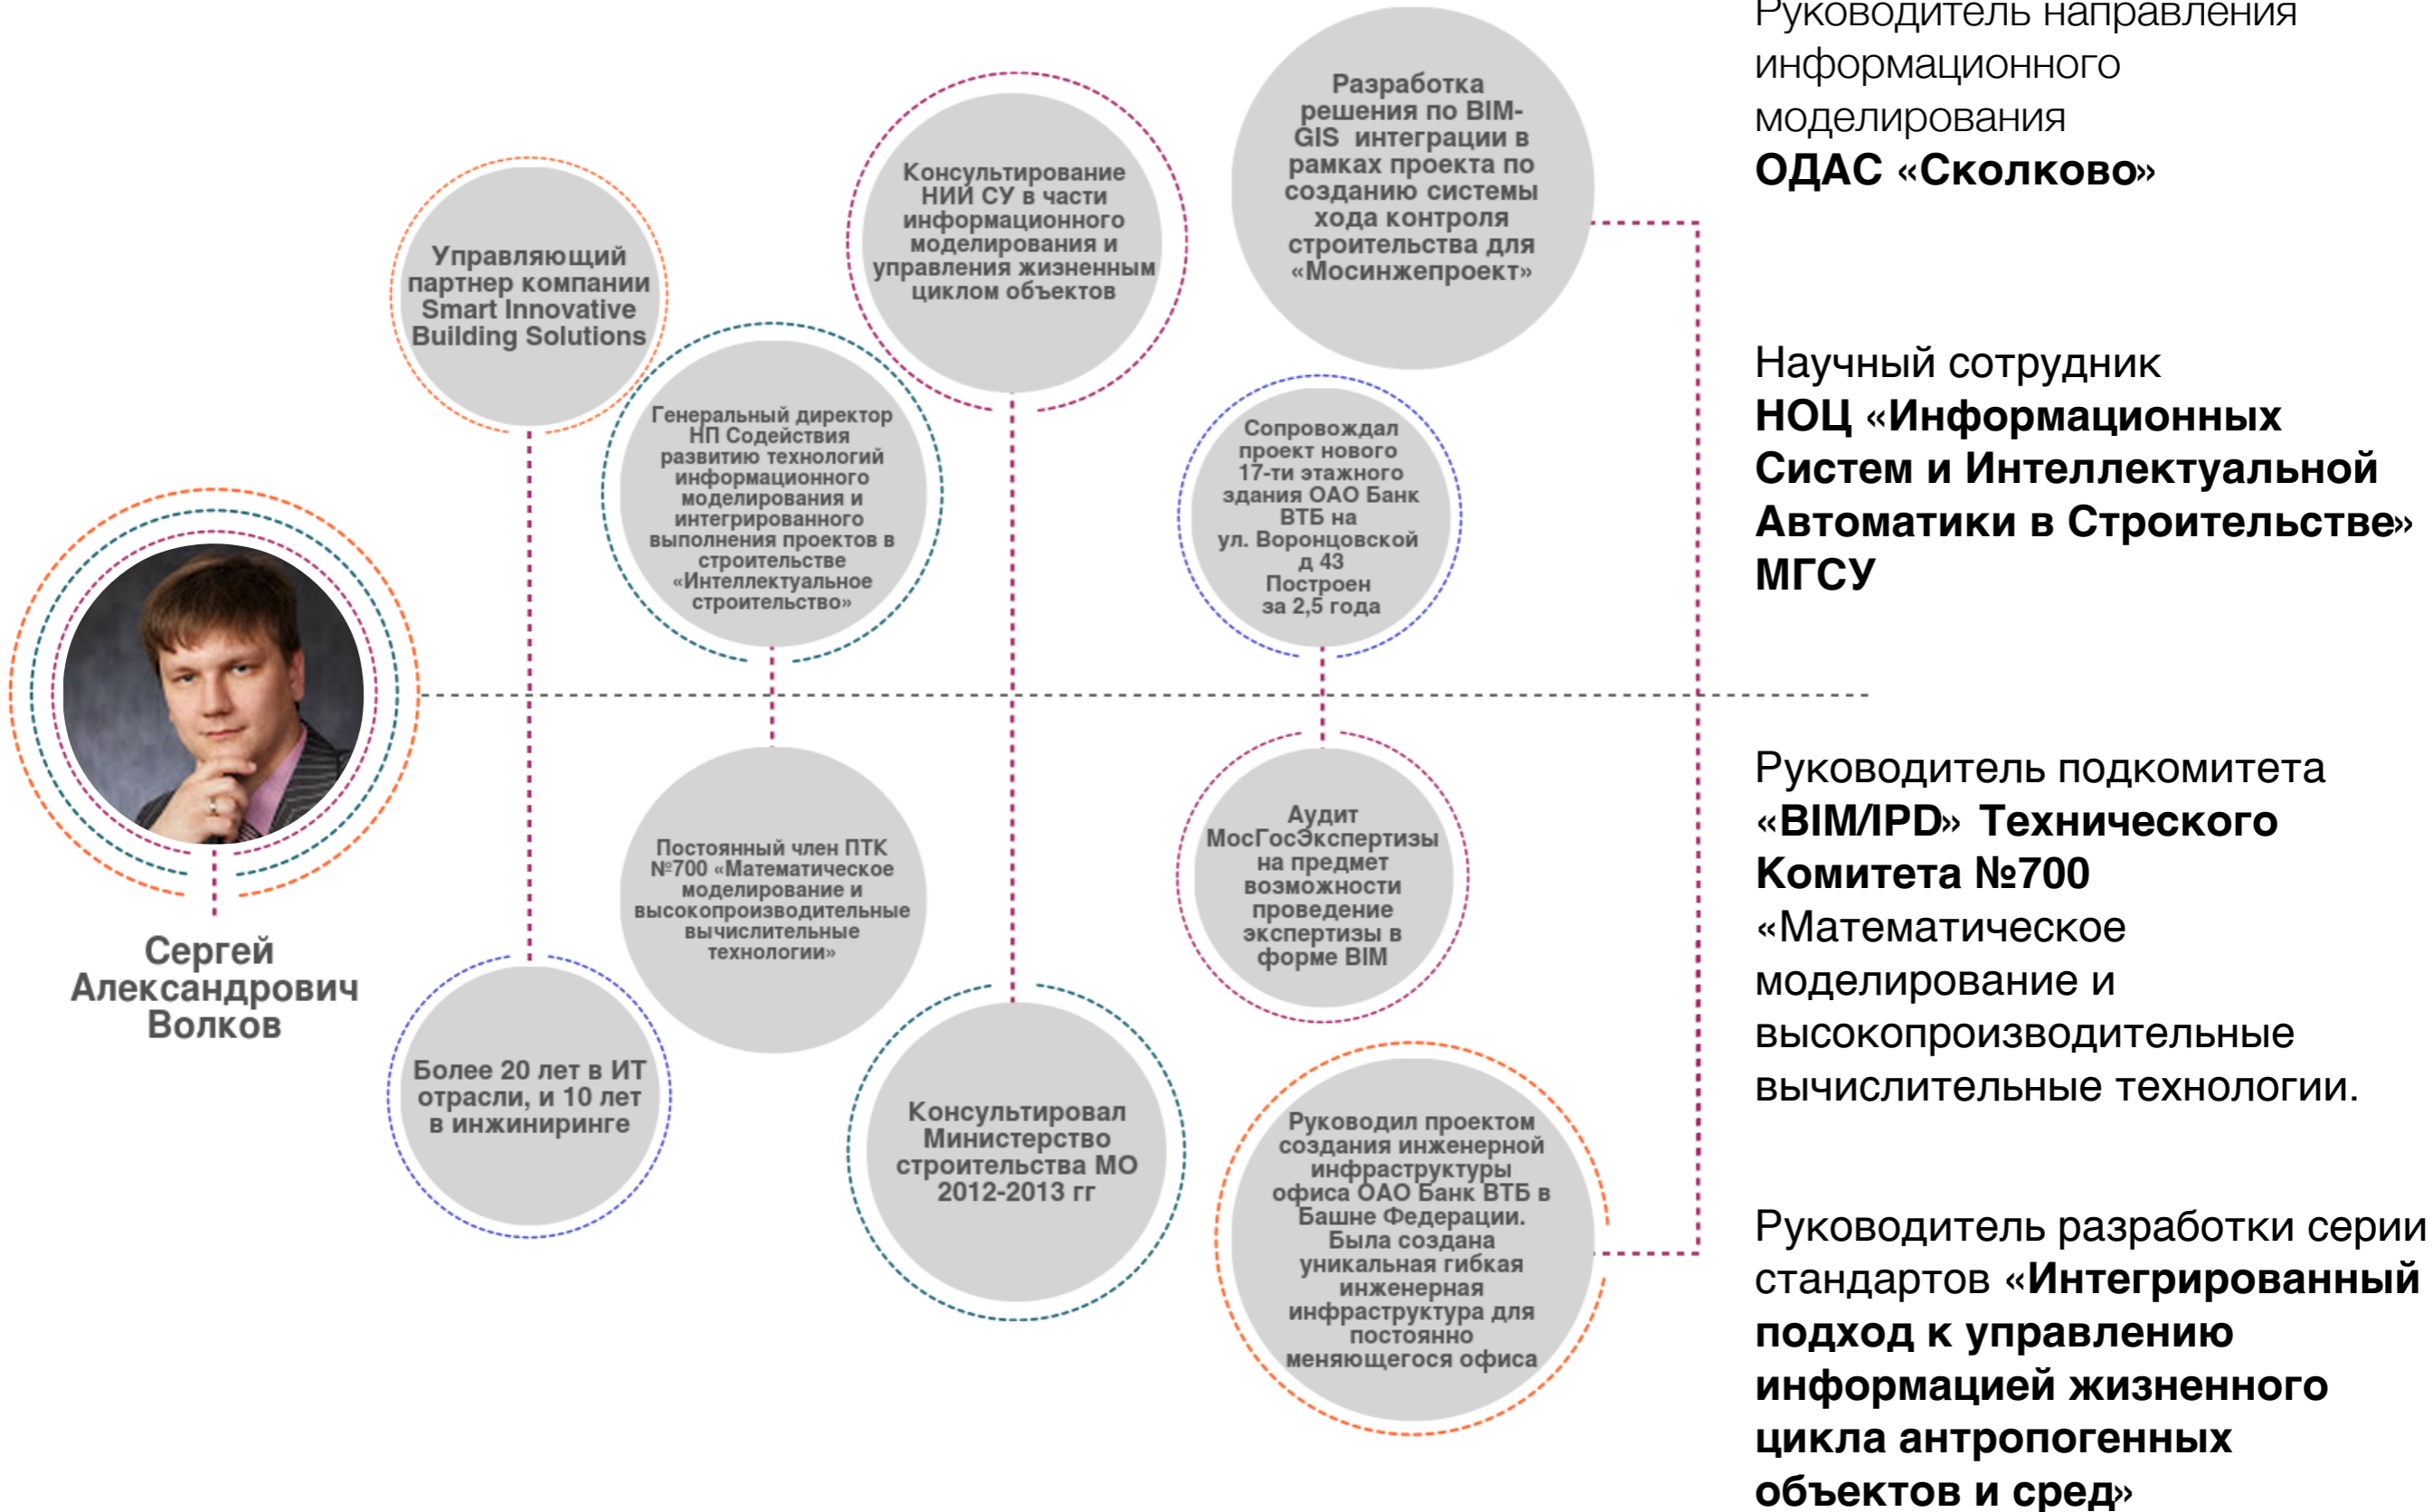 Сергей
Александрович
Волков
Управляющий
партнер компании
Smart Innovative
Building Solutions
Более 20 лет в ИТ
отрасли, и 10 лет
в инжиниринге
Генеральный директор
НП Содействия
развитию технологий
информационного
моделирования и
интегрированного
выполнения проектов в
строительстве
«Интеллектуальное
строительство»
Постоянный член ПТК
№700 «Математическое
моделирование и
высокопроизводительные
вычислительные
технологии»
Консультирование
НИИ СУ в части
информационного
моделирования и
управления жизненным
циклом объектов
Консультировал
Министерство
строительства МО
2012-2013 гг
Сопровождал
проект нового
17-ти этажного
здания ОАО Банк
ВТБ на
ул. Воронцовской
д 43
Построен
за 2,5 года
Аудит
МосГосЭкспертизы
на предмет
возможности
проведение
экспертизы в
форме BIM
Разработка
решения по BIM-
GIS интеграции в
рамках проекта по
созданию системы
хода контроля
строительства для
«Мосинжепроект»
Руководил проектом
создания инженерной
инфраструктуры
офиса ОАО Банк ВТБ в
Башне Федерации.
Была создана
уникальная гибкая
инженерная
инфраструктура для
постоянно
меняющегося офиса
Руководитель направления
информационного
моделирования
ОДАС «Сколково»
Научный сотрудник
НОЦ «Информационных
Систем и Интеллектуальной
Автоматики в Строительстве»
МГСУ
Руководитель подкомитета
«BIM/IPD» Технического
Комитета №700
«Математическое
моделирование и
высокопроизводительные
вычислительные технологии.
Руководитель разработки серии
стандартов «Интегрированный
подход к управлению
информацией жизненного
цикла антропогенных
объектов и сред»